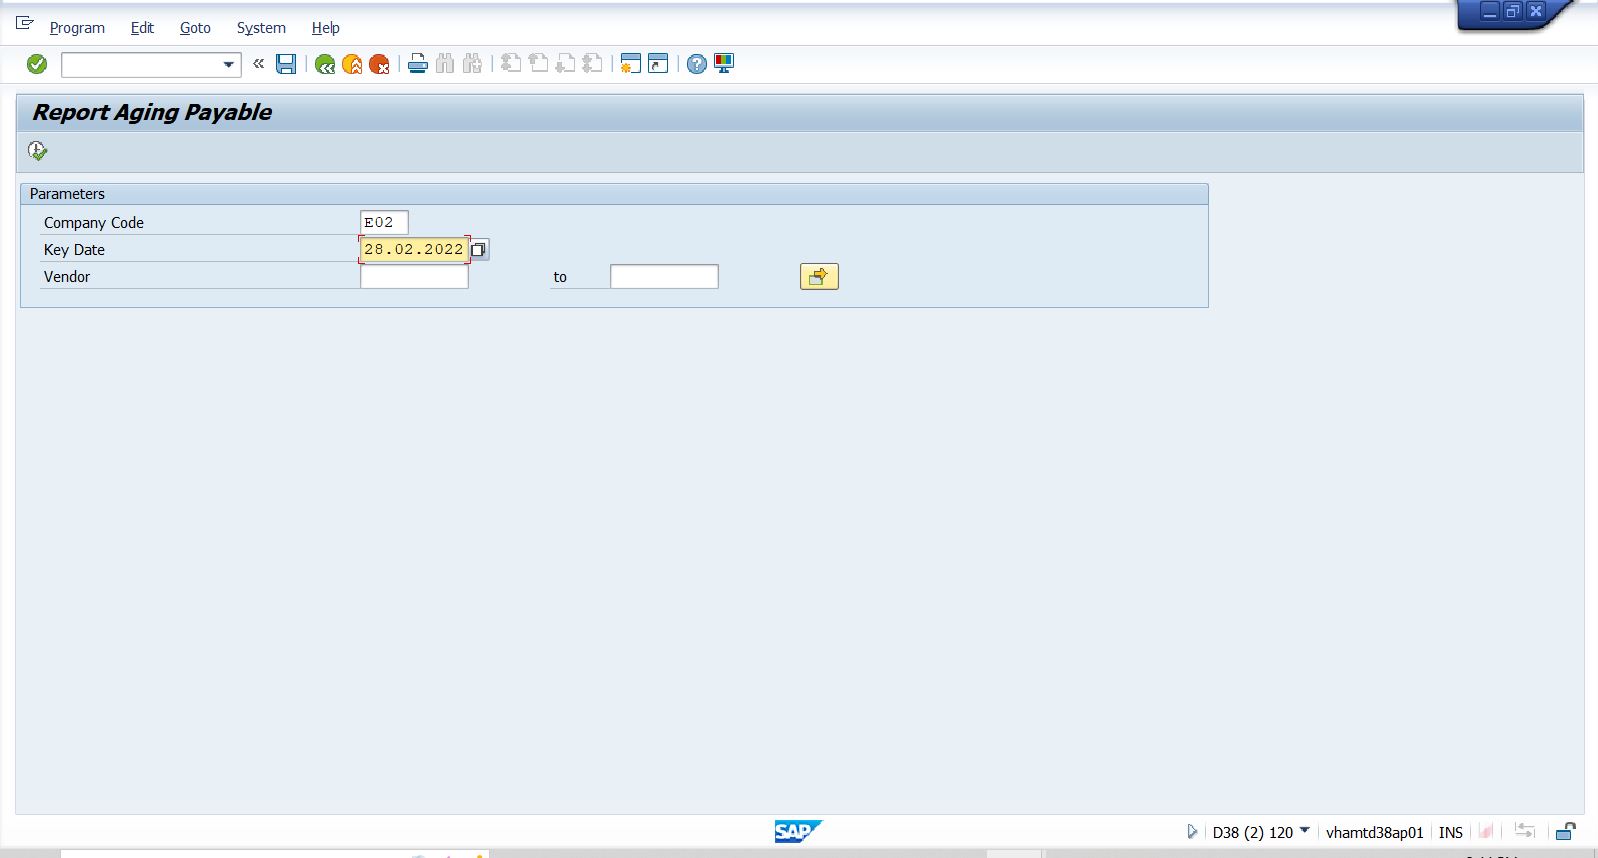 Program Edit Goto System Help
Report Aging Payable
Parameters
Company Code E02
Key Date 28.02.2022
Vendor to
SAP D38 (2) 120 vhamtd38ap01 INS